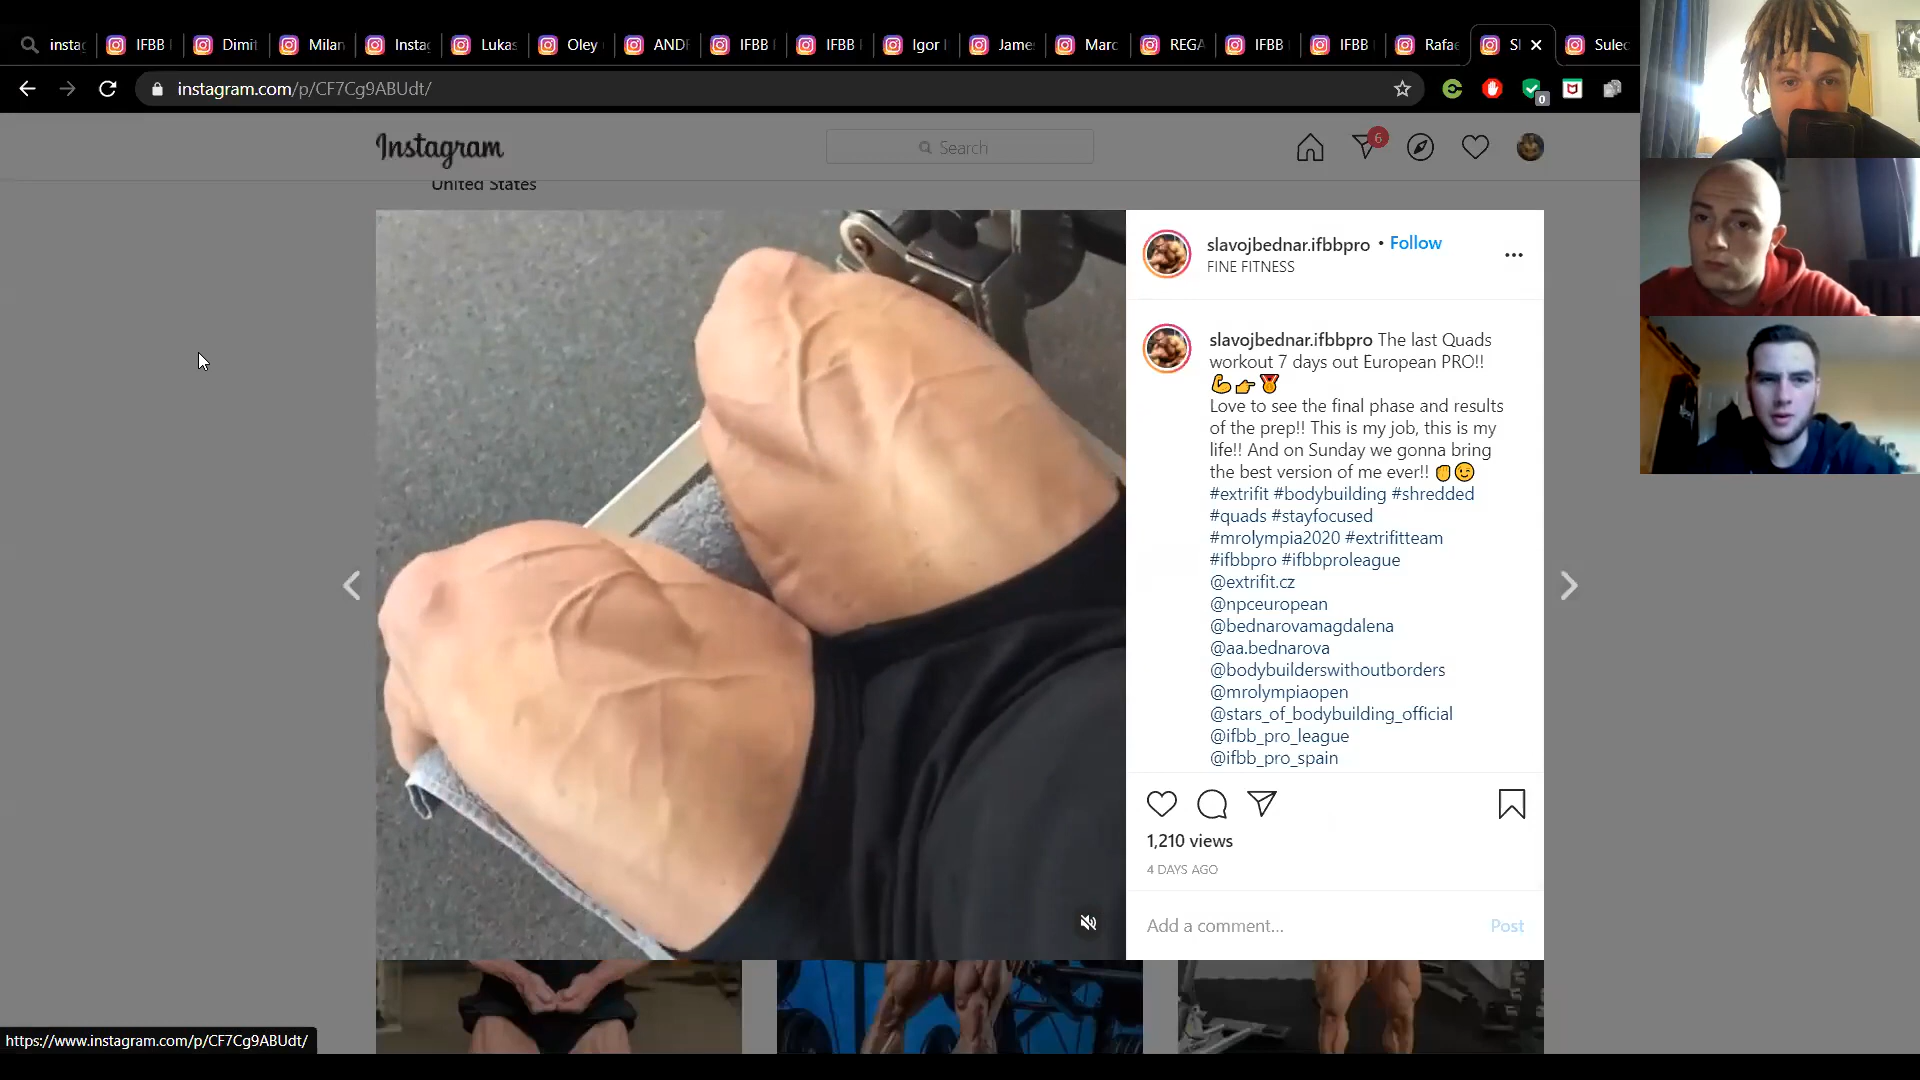 insta
IFBB
Dimit
Milan
Insta
Lukas
Oley
AND
IFBB
IFBB
Igor
Jame
Marc
REGA
IFBB
IFBB
Rafae
Sl
Sulec
instagram.com/p/CF7Cg9ABUdt/
0
Instagram
Search
6
United States
slavojbednar.ifbbpro • Follow
FINE FITNESS
slavojbednar.ifbbpro The last Quads
workout 7 days out European PRO!!
💪👉🏅
Love to see the final phase and results
of the prep!! This is my job, this is my
life!! And on Sunday we gonna bring
the best version of me ever!! ✊😉
#extrifit #bodybuilding #shredded
#quads #stayfocused
#mrolympia2020 #extrifitteam
#ifbbpro #ifbbproleague
@extrifit.cz
@npceuropean
@bednarovamagdalena
@aa.bednarova
@bodybuilderswithoutborders
@mrolympiaopen
@stars_of_bodybuilding_official
@ifbb_pro_league
@ifbb_pro_spain
1,210 views
4 DAYS AGO
Add a comment... Post
https://www.instagram.com/p/CF7Cg9ABUdt/